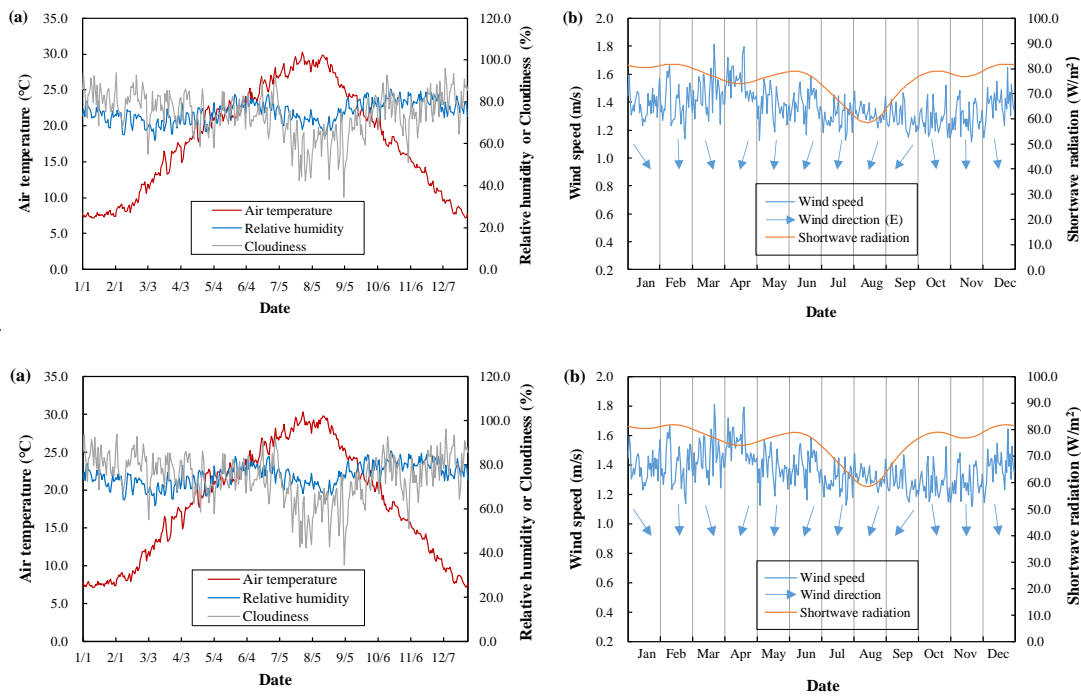 (a)
35.0
30.0
25.0
20.0
15.0
10.0
5.0
0.0
Air temperature (°C)
120.0
100.0
80.0
60.0
40.0
20.0
0.0
Relative humidity or Cloudiness (%)
Air temperature
Relative humidity
Cloudiness
1/1 2/1 3/3 4/3 5/4 6/4 7/5 8/5 9/5 10/6 11/6 12/7
Date
(b)
2.0
1.8
1.6
1.4
1.2
1.0
0.8
0.6
0.4
0.2
Wind speed (m/s)
100.0
90.0
80.0
70.0
60.0
50.0
40.0
30.0
20.0
10.0
0.0
Shortwave radiation (W/m²)
Wind speed
Wind direction (E)
Shortwave radiation
Jan Feb Mar Apr May Jun Jul Aug Sep Oct Nov Dec
Date
(a)
35.0
30.0
25.0
20.0
15.0
10.0
5.0
0.0
Air temperature (°C)
120.0
100.0
80.0
60.0
40.0
20.0
0.0
Relative humidity or Cloudiness (%)
Air temperature
Relative humidity
Cloudiness
1/1 2/1 3/3 4/3 5/4 6/4 7/5 8/5 9/5 10/6 11/6 12/7
Date
(b)
2.0
1.8
1.6
1.4
1.2
1.0
0.8
0.6
0.4
0.2
Wind speed (m/s)
100.0
90.0
80.0
70.0
60.0
50.0
40.0
30.0
20.0
10.0
0.0
Shortwave radiation (W/m²)
Wind speed
Wind direction
Shortwave radiation
Jan Feb Mar Apr May Jun Jul Aug Sep Oct Nov Dec
Date